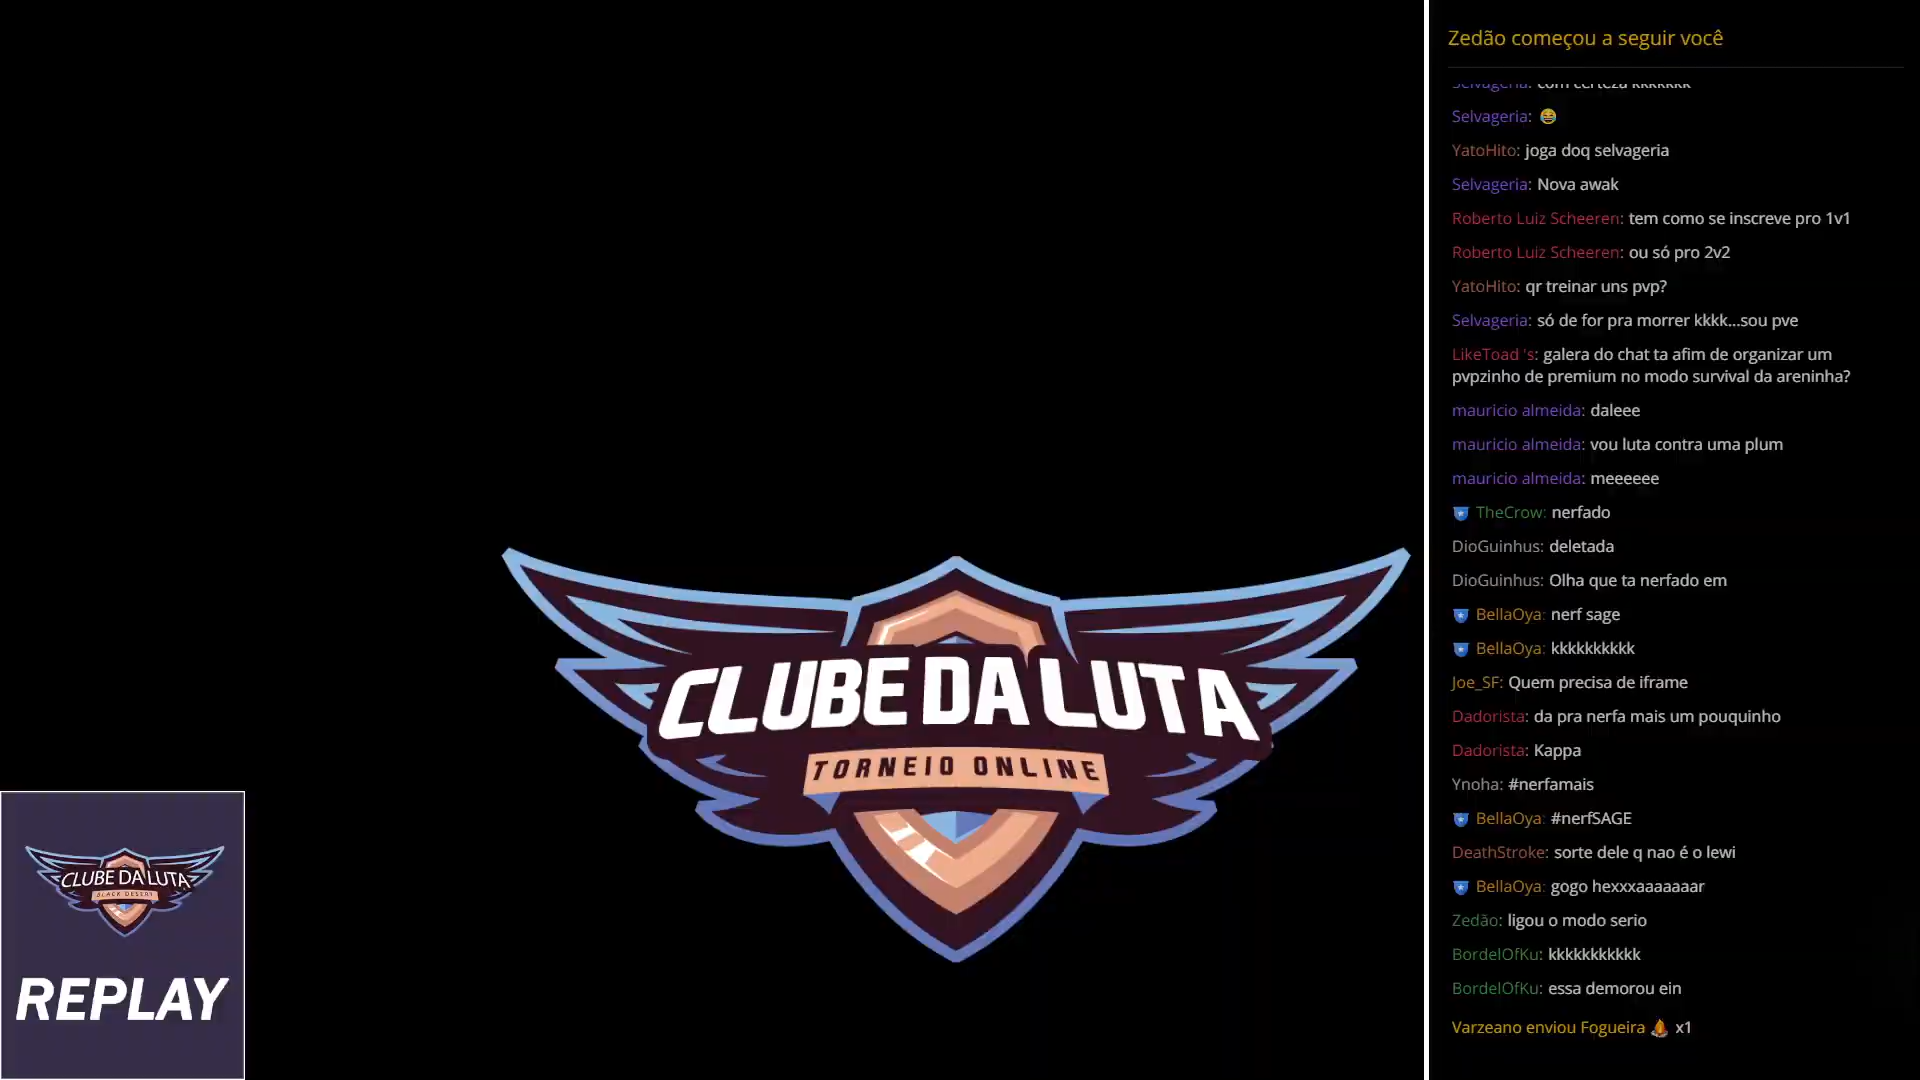 CLUBE DA LUTA
TORNEIO ONLINE
CLUBE DA LUTA
BLACK DESERT
REPLAY
Zedão começou a seguir você
Selvageria: com certeza kkkkkkk
Selvageria: 😂
YatoHito: joga doq selvageria
Selvageria: Nova awak
Roberto Luiz Scheeren: tem como se inscreve pro 1v1
Roberto Luiz Scheeren: ou só pro 2v2
YatoHito: qr treinar uns pvp?
Selvageria: só de for pra morrer kkkk...sou pve
LikeToad 's: galera do chat ta afim de organizar um
pvpzinho de premium no modo survival da areninha?
mauricio almeida: daleee
mauricio almeida: vou luta contra uma plum
mauricio almeida: meeeeee
TheCrow: nerfado
DioGuinhus: deletada
DioGuinhus: Olha que ta nerfado em
BellaOya: nerf sage
BellaOya: kkkkkkkkkk
Joe_SF: Quem precisa de iframe
Dadorista: da pra nerfa mais um pouquinho
Dadorista: Kappa
Ynoha: #nerfamais
BellaOya: #nerfSAGE
DeathStroke: sorte dele q nao é o lewi
BellaOya: gogo hexxxaaaaaaar
Zedão: ligou o modo serio
BordelOfKu: kkkkkkkkkkk
BordelOfKu: essa demorou ein
Varzeano enviou Fogueira x1